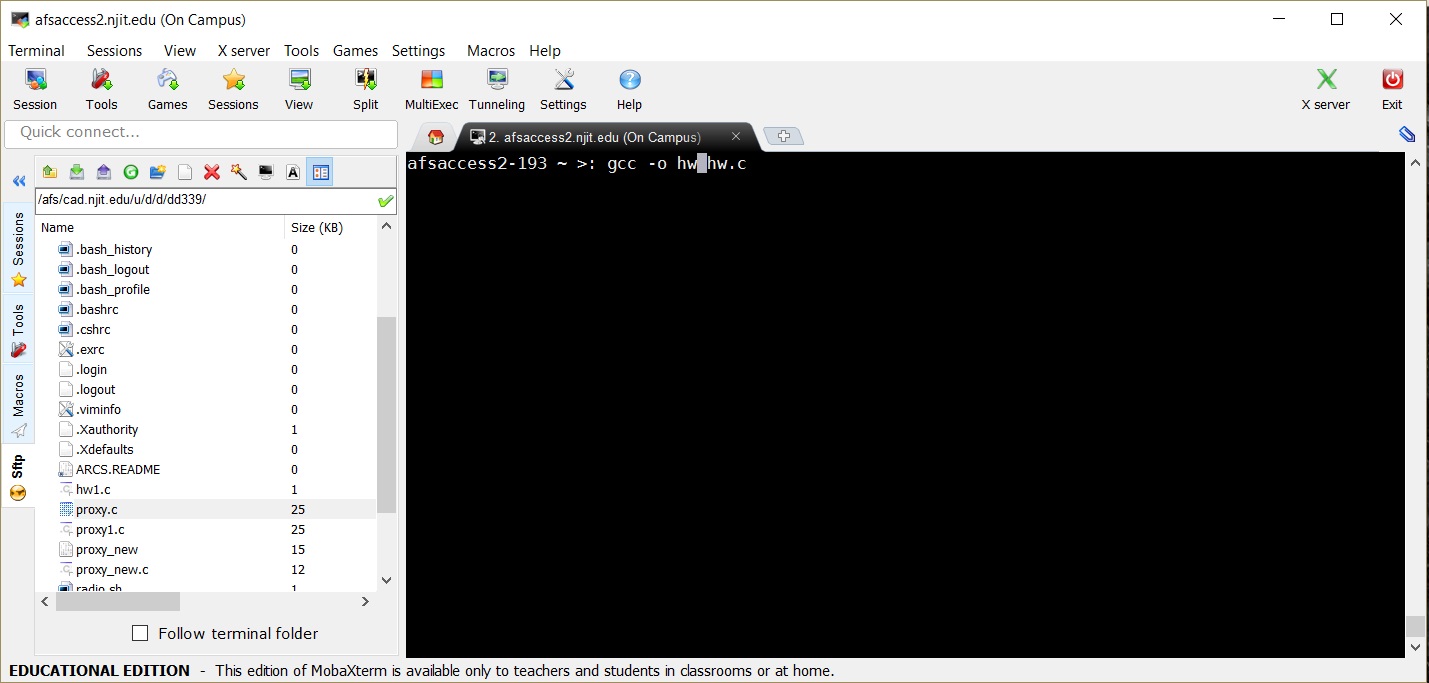 afsaccess2.njit.edu (On Campus)
Terminal Sessions View X server Tools Games Settings Macros Help
Session Tools Games Sessions View Split MultiExec Tunneling Settings Help X server Exit
Quick connect...
2. afsaccess2.njit.edu (On Campus)
/afs/cad.njit.edu/u/d/d/dd339/
Name Size (KB)
.bash_history 0
.bash_logout 0
.bash_profile 0
.bashrc 0
.cshrc 0
.exrc 0
.login 0
.logout 0
.viminfo 0
.Xauthority 1
.Xdefaults 0
ARCS.README 0
hw1.c 1
proxy.c 25
proxy1.c 25
proxy_new 15
proxy_new.c 12
radio.sh 1
Follow terminal folder
Sessions
Tools
Macros
Sftp
afsaccess2-193 ~ >: gcc -o hw hw.c
EDUCATIONAL EDITION - This edition of MobaXterm is available only to teachers and students in classrooms or at home.